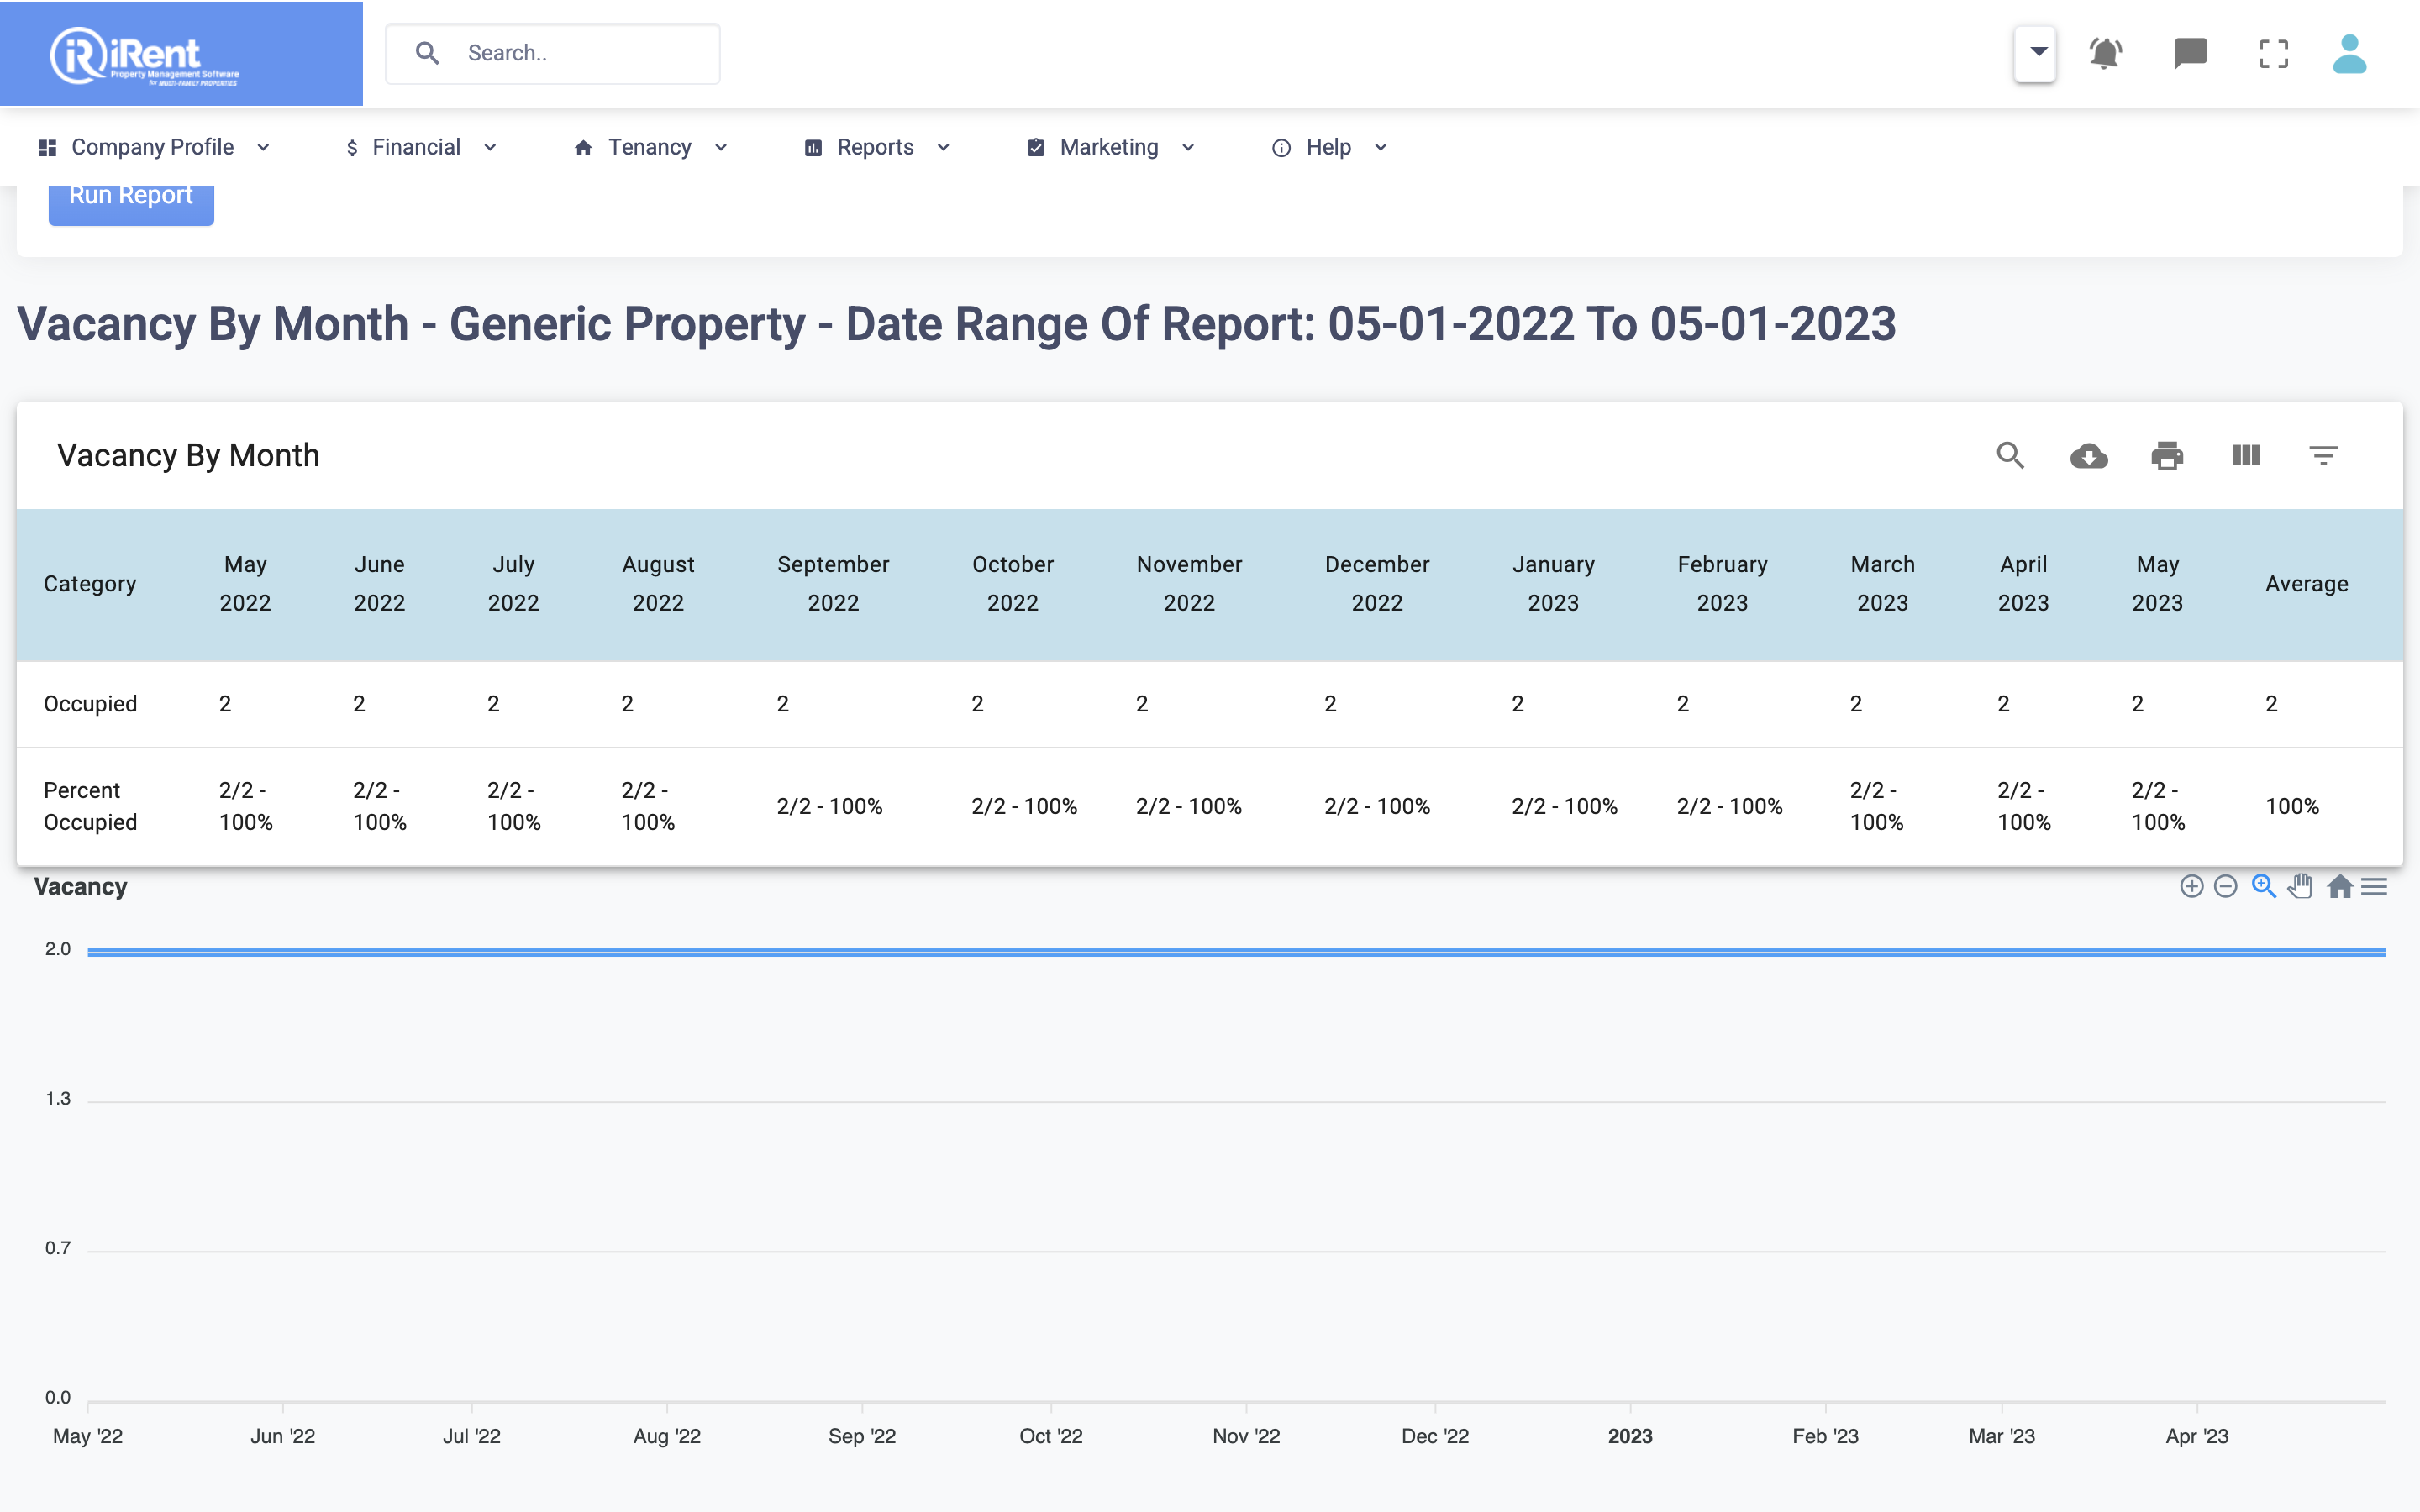 iRent
Property Management Software
for MULTI-FAMILY PROPERTIES
Search..
Company Profile
Financial
Tenancy
Reports
Marketing
Help
Run Report
Vacancy By Month - Generic Property - Date Range Of Report: 05-01-2022 To 05-01-2023
Vacancy By Month
Category May 2022 June 2022 July 2022 August 2022 September 2022 October 2022 November 2022 December 2022 January 2023 February 2023 March 2023 April 2023 May 2023 Average
Occupied 2 2 2 2 2 2 2 2 2 2 2 2 2 2
Percent Occupied 2/2 - 100% 2/2 - 100% 2/2 - 100% 2/2 - 100% 2/2 - 100% 2/2 - 100% 2/2 - 100% 2/2 - 100% 2/2 - 100% 2/2 - 100% 2/2 - 100% 2/2 - 100% 2/2 - 100% 100%
Vacancy
2.0
1.3
0.7
0.0
May '22 Jun '22 Jul '22 Aug '22 Sep '22 Oct '22 Nov '22 Dec '22 2023 Feb '23 Mar '23 Apr '23